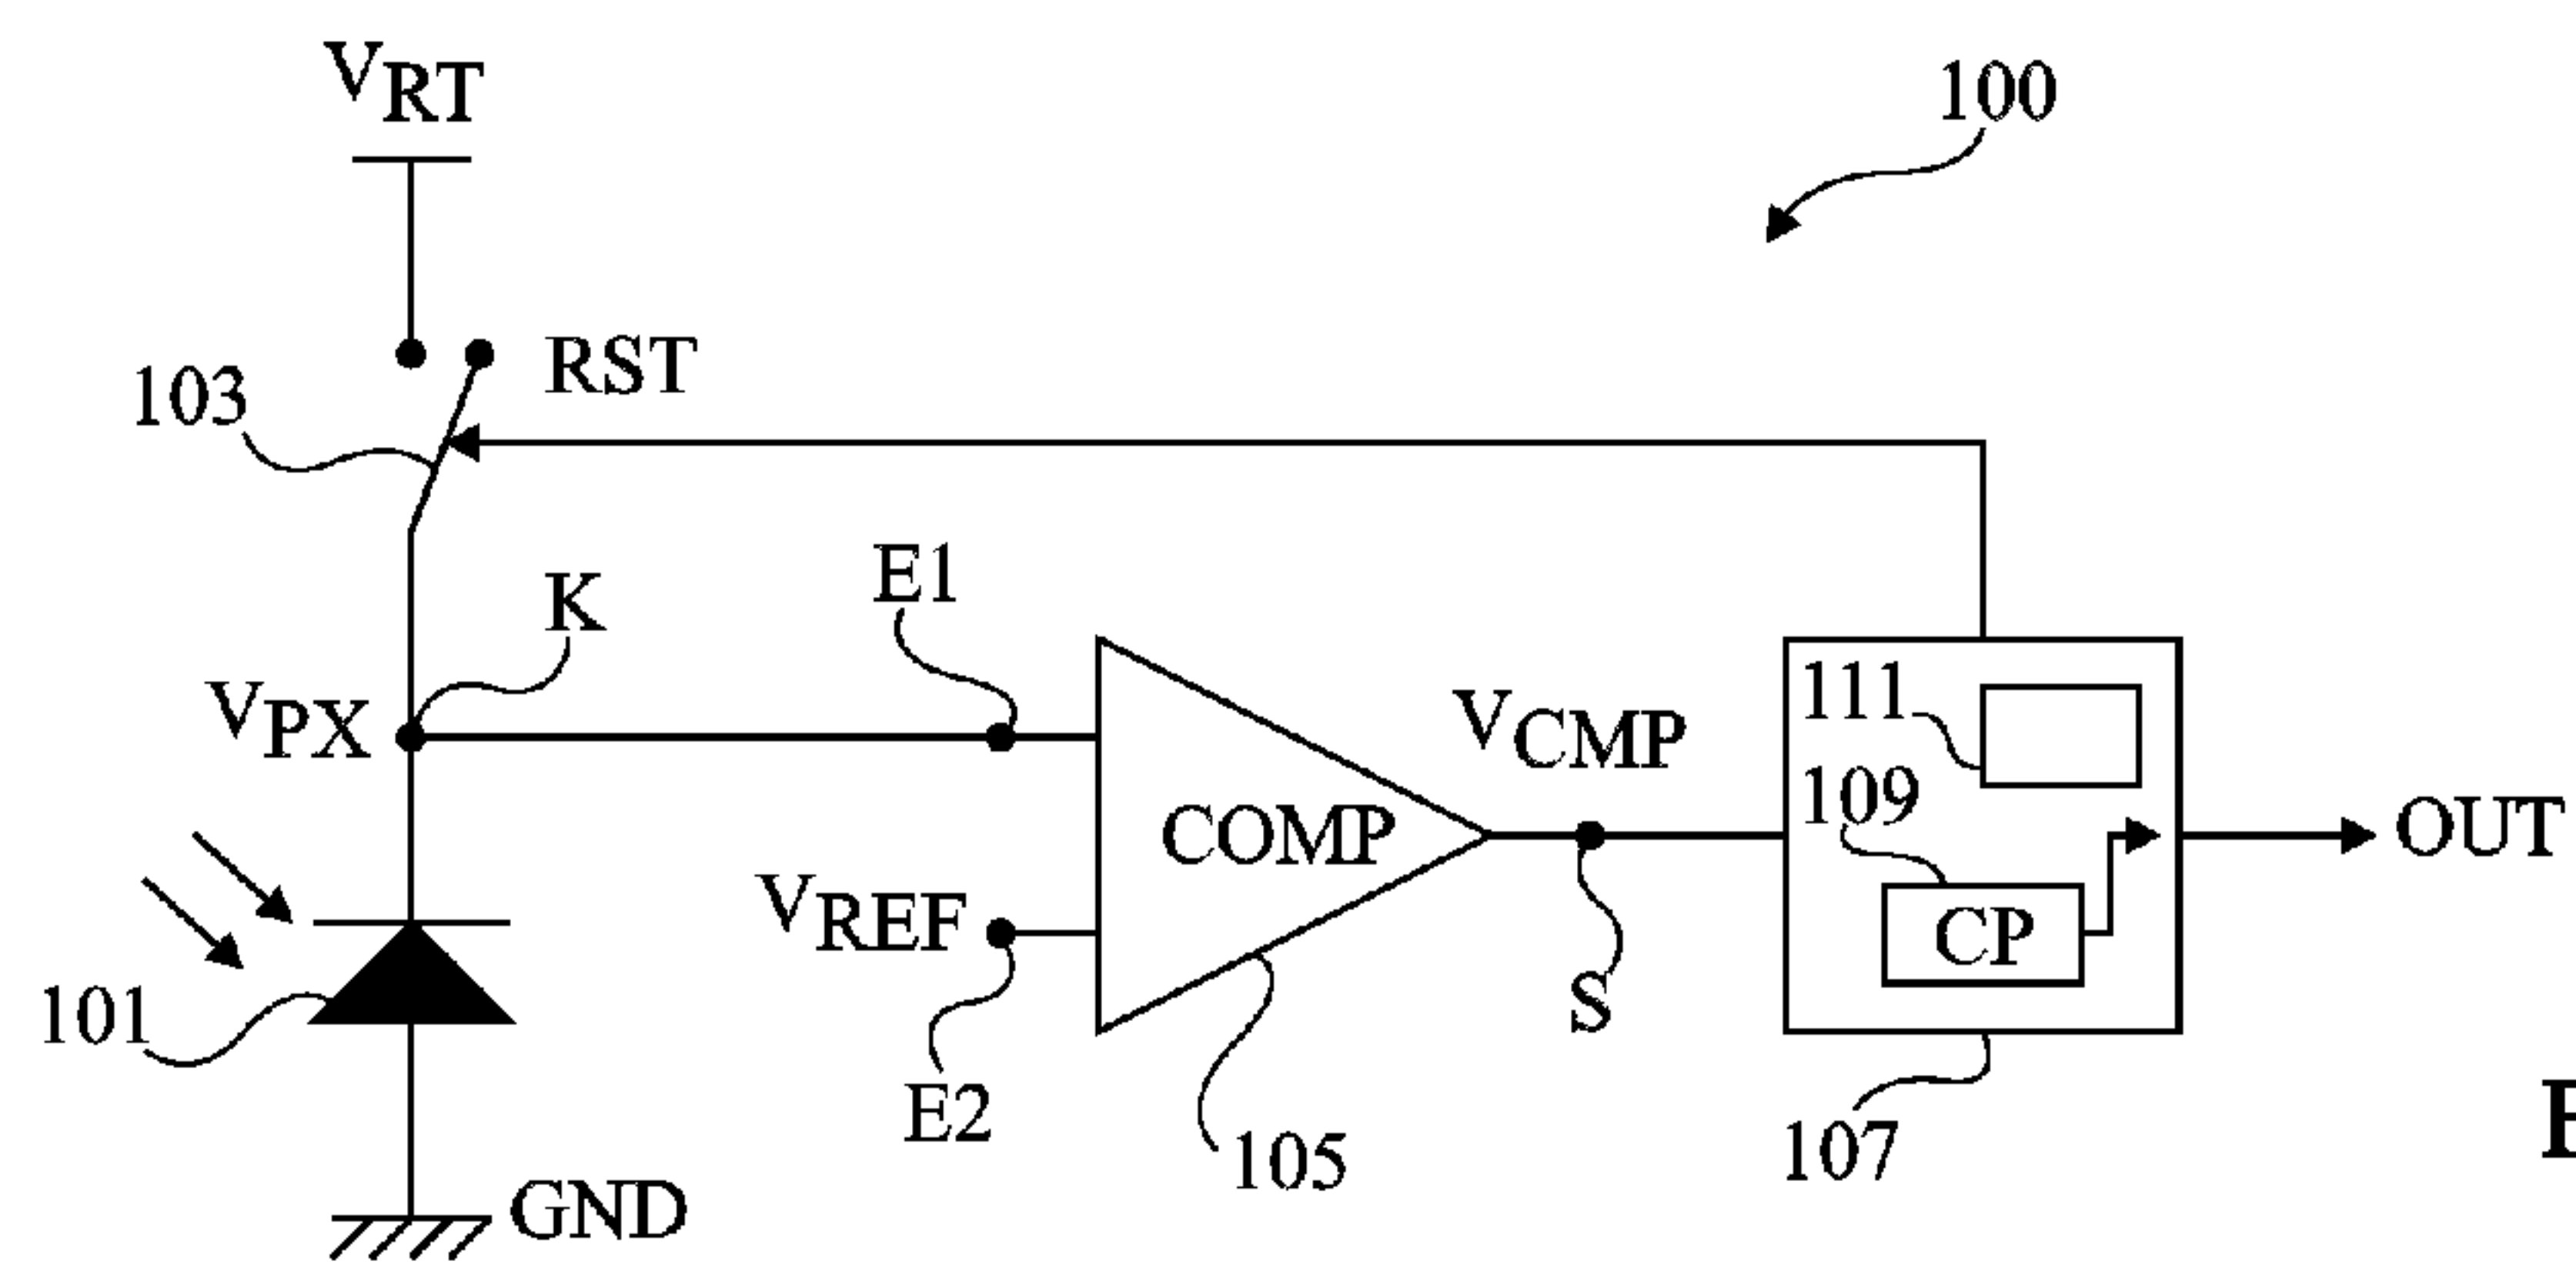 VRT
100
RST
103
K
E1
VPX
VCMP
111
109
COMP
OUT
VREF
CP
101
S
E2
105
107
GND